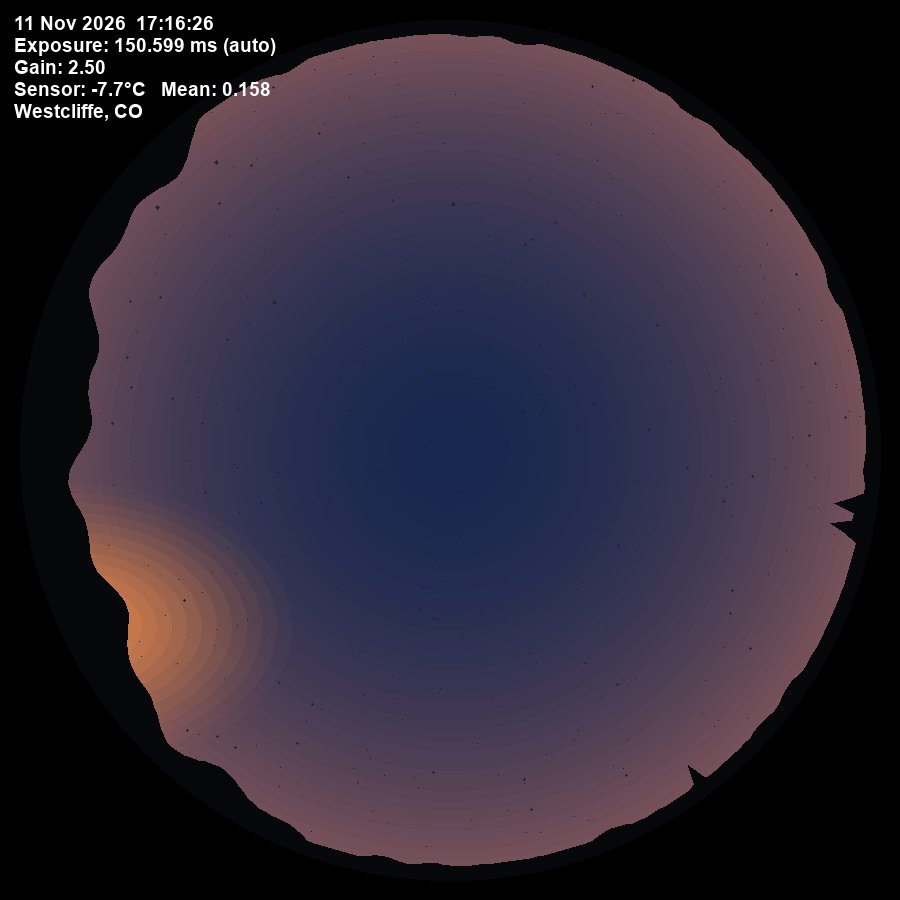 11 Nov 2026  17:16:26
Exposure: 150.599 ms (auto)
Gain: 2.50
Sensor: -7.7°C   Mean: 0.158
Westcliffe, CO